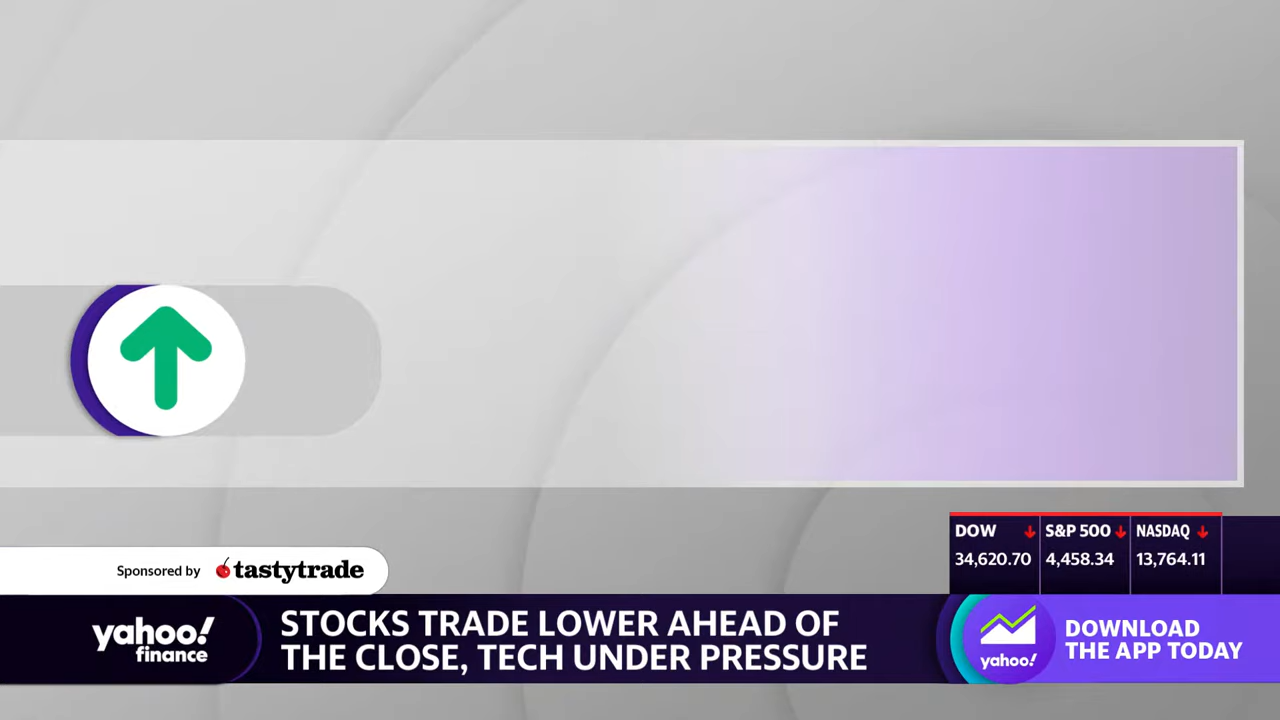 DOW S&P 500 NASDAQ
34,620.70 4,458.34 13,764.11
Sponsored by tastytrade
yahoo!
finance
STOCKS TRADE LOWER AHEAD OF
THE CLOSE, TECH UNDER PRESSURE
yahoo!
DOWNLOAD
THE APP TODAY